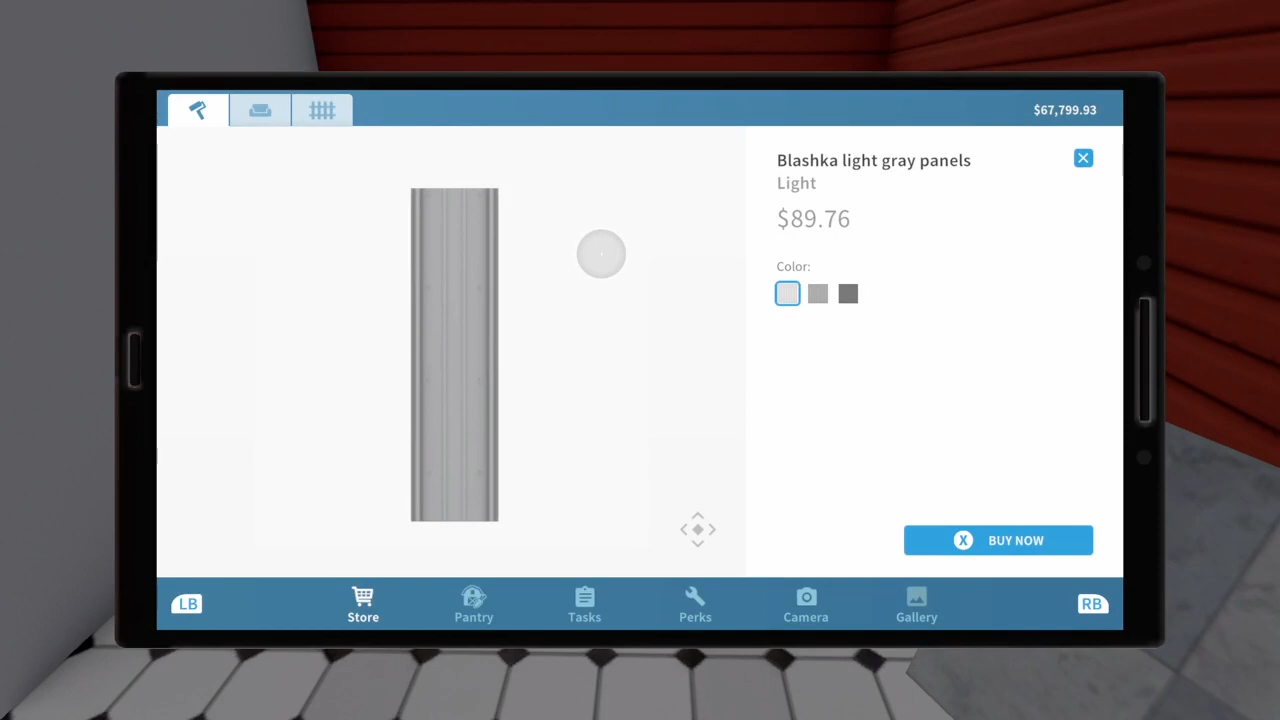 $67,799.93
Blashka light gray panels
Light
$89.76
Color:
X BUY NOW
LB
Store
Pantry
Tasks
Perks
Camera
Gallery
RB